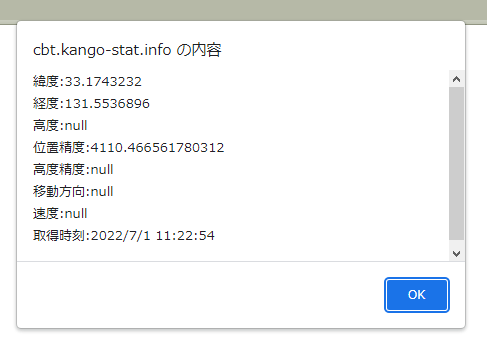 cbt.kango-stat.info の内容
緯度:33.1743232
経度:131.5536896
高度:null
位置精度:4110.466561780312
高度精度:null
移動方向:null
速度:null
取得時刻:2022/7/1 11:22:54
OK